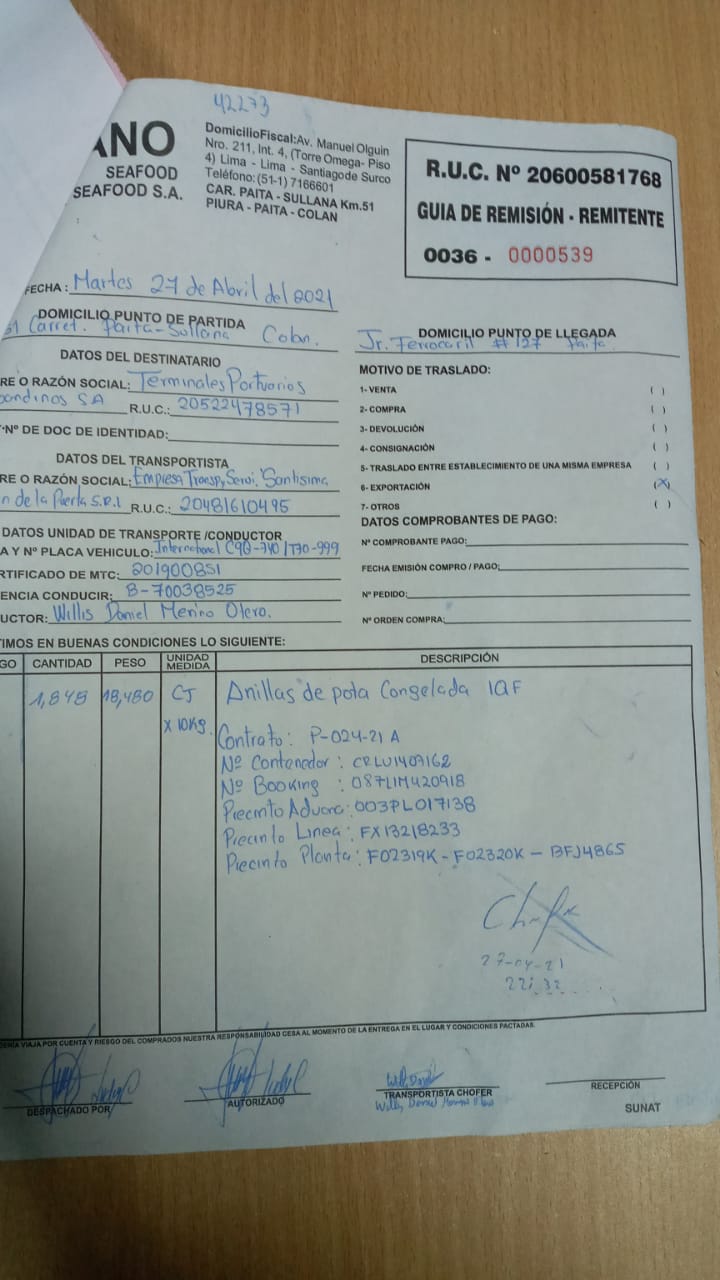 42273
ANO
SEAFOOD
SEAFOOD S.A.
DomicilioFiscal:Av. Manuel Olguin
Nro. 211, Int. 4, (Torre Omega- Piso
4) Lima - Lima - Santiagode Surco
Teléfono:(51-1) 7166601
CAR. PAITA - SULLANA Km.51
PIURA - PAITA - COLAN
R.U.C. Nº 20600581768
GUIA DE REMISIÓN - REMITENTE
0036 - 0000539
FECHA : Martes 27 de Abril del 2021
DOMICILIO PUNTO DE PARTIDA
51 Carret. Paita-Sullana Colan.
DOMICILIO PUNTO DE LLEGADA
Jr. Ferrocaril # 127 Paita.
DATOS DEL DESTINATARIO
RE O RAZÓN SOCIAL: Terminales Portuarios
andinos SA R.U.C.: 20522478571
Nº DE DOC DE IDENTIDAD:
DATOS DEL TRANSPORTISTA
RE O RAZÓN SOCIAL: Empresa Transp, Servi. Santisima
n de la Puerta S.R.L R.U.C.: 20481610495
DATOS UNIDAD DE TRANSPORTE /CONDUCTOR
A Y Nº PLACA VEHICULO: International C9Q-740 / T70-999
RTIFICADO DE MTC: 201900851
ENCIA CONDUCIR: B-70038525
UCTOR: Willis Daniel Merino Olero.
MOTIVO DE TRASLADO:
1- VENTA ( )
2- COMPRA ( )
3- DEVOLUCIÓN ( )
4- CONSIGNACIÓN ( )
5- TRASLADO ENTRE ESTABLECIMIENTO DE UNA MISMA EMPRESA ( )
6- EXPORTACIÓN (X)
7- OTROS ( )
DATOS COMPROBANTES DE PAGO:
Nº COMPROBANTE PAGO:
FECHA EMISIÓN COMPRO / PAGO:
Nº PEDIDO:
Nº ORDEN COMPRA:
TIMOS EN BUENAS CONDICIONES LO SIGUIENTE:
GO CANTIDAD PESO UNIDAD MEDIDA DESCRIPCIÓN
1,848 18,480 CJ Anillas de pota Congelada IQF
X 10Kg.
Contrato : P-024-21 A
Nº Contenedor : CRLU1409162
Nº Booking : 087LIM420918
Precinto Aduana: 003PL017138
Precinto Linea : FX13218233
Precinto Planta: F02319K - F02320K - BFJ4865
27-04-21
22:32
DERIA VIAJA POR CUENTA Y RIESGO DEL COMPRADOS NUESTRA RESPONSABILIDAD CESA AL MOMENTO DE LA ENTREGA EN EL LUGAR Y CONDICIONES PACTADAS.
DESPACHADO POR
AUTORIZADO
TRANSPORTISTA CHOFER
RECEPCIÓN
SUNAT